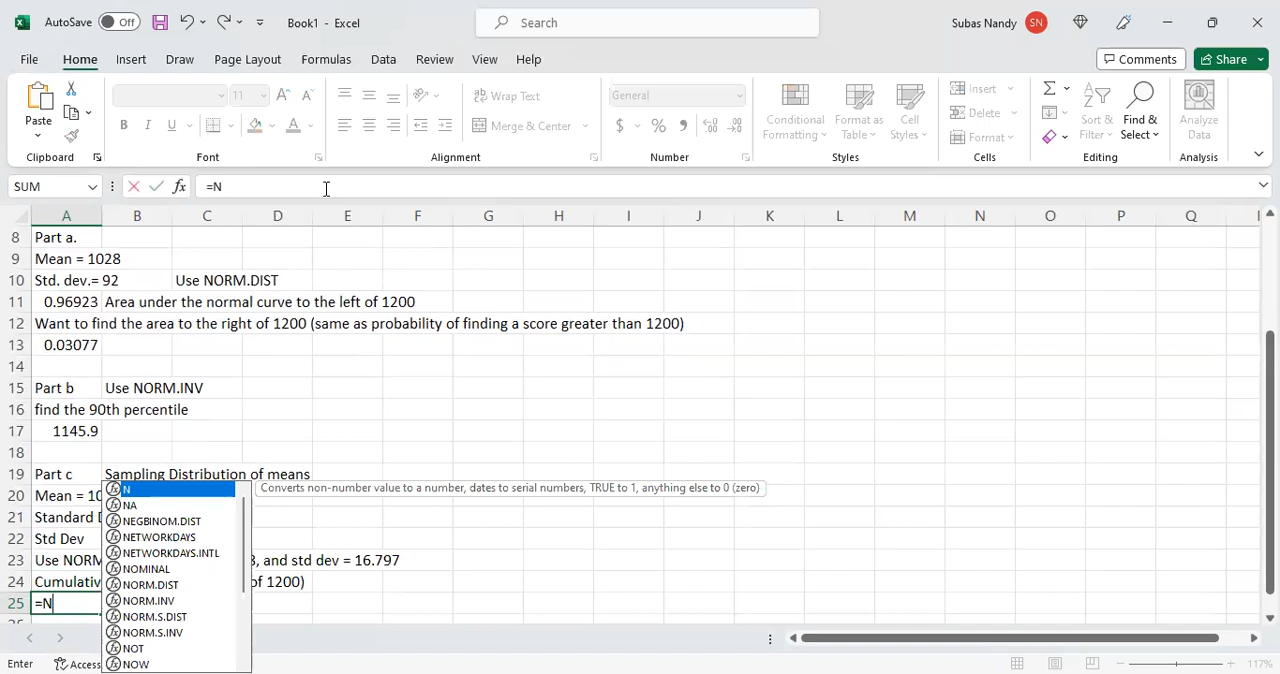 AutoSave Off Book1 - Excel Search Subas Nandy SN
File Home Insert Draw Page Layout Formulas Data Review View Help Comments Share
Paste 11 A A ab Wrap Text General Insert
B I U A Merge & Center $ % 9 Conditional Formatting Format as Table Cell Styles Delete Sort & Filter Find & Select Analyze Data
Format
Clipboard Font Alignment Number Styles Cells Editing Analysis
SUM fx =N
A B C D E F G H I J K L M N O P Q
8 Part a.
9 Mean = 1028
10 Std. dev.= 92 Use NORM.DIST
11 0.96923 Area under the normal curve to the left of 1200
12 Want to find the area to the right of 1200 (same as probability of finding a score greater than 1200)
13 0.03077
14
15 Part b Use NORM.INV
16 find the 90th percentile
17 1145.9
18
19 Part c Sampling Distribution of means
20 Mean = 10
21 Standard D
22 Std Dev
23 Use NORM 3, and std dev = 16.797
24 Cumulativ of 1200)
25 =N
N Converts non-number value to a number, dates to serial numbers, TRUE to 1, anything else to 0 (zero)
NA
NEGBINOM.DIST
NETWORKDAYS
NETWORKDAYS.INTL
NOMINAL
NORM.DIST
NORM.INV
NORM.S.DIST
NORM.S.INV
NOT
NOW
Enter Access 117%